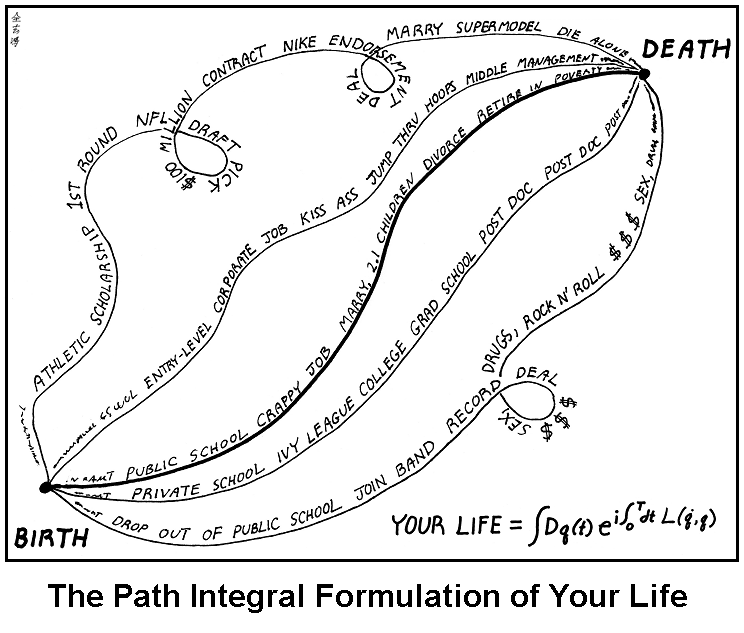 MARRY SUPERMODEL DIE ALONE
DEATH
ATHLETIC SCHOLARSHIP 1ST ROUND NFL DRAFT PICK $100 MILLION CONTRACT NIKE ENDORSEMENT DEAL
ENTRY-LEVEL CORPORATE JOB KISS ASS JUMP THRU HOOPS MIDDLE MANAGEMENT
PUBLIC SCHOOL CRAPPY JOB MARRY, 2.1 CHILDREN DIVORCE RETIRE IN POVERTY
PRIVATE SCHOOL IVY LEAGUE COLLEGE GRAD SCHOOL POST DOC POST DOC POST
DROP OUT OF PUBLIC SCHOOL JOIN BAND RECORD DEAL $$ $$ SEX, DRUGS, ROCK N' ROLL $ $ $ SEX, DRUGS
BIRTH
YOUR LIFE = ∫Dq(t) e^{i∫₀ᵀdt L(q̇,q)}
The Path Integral Formulation of Your Life